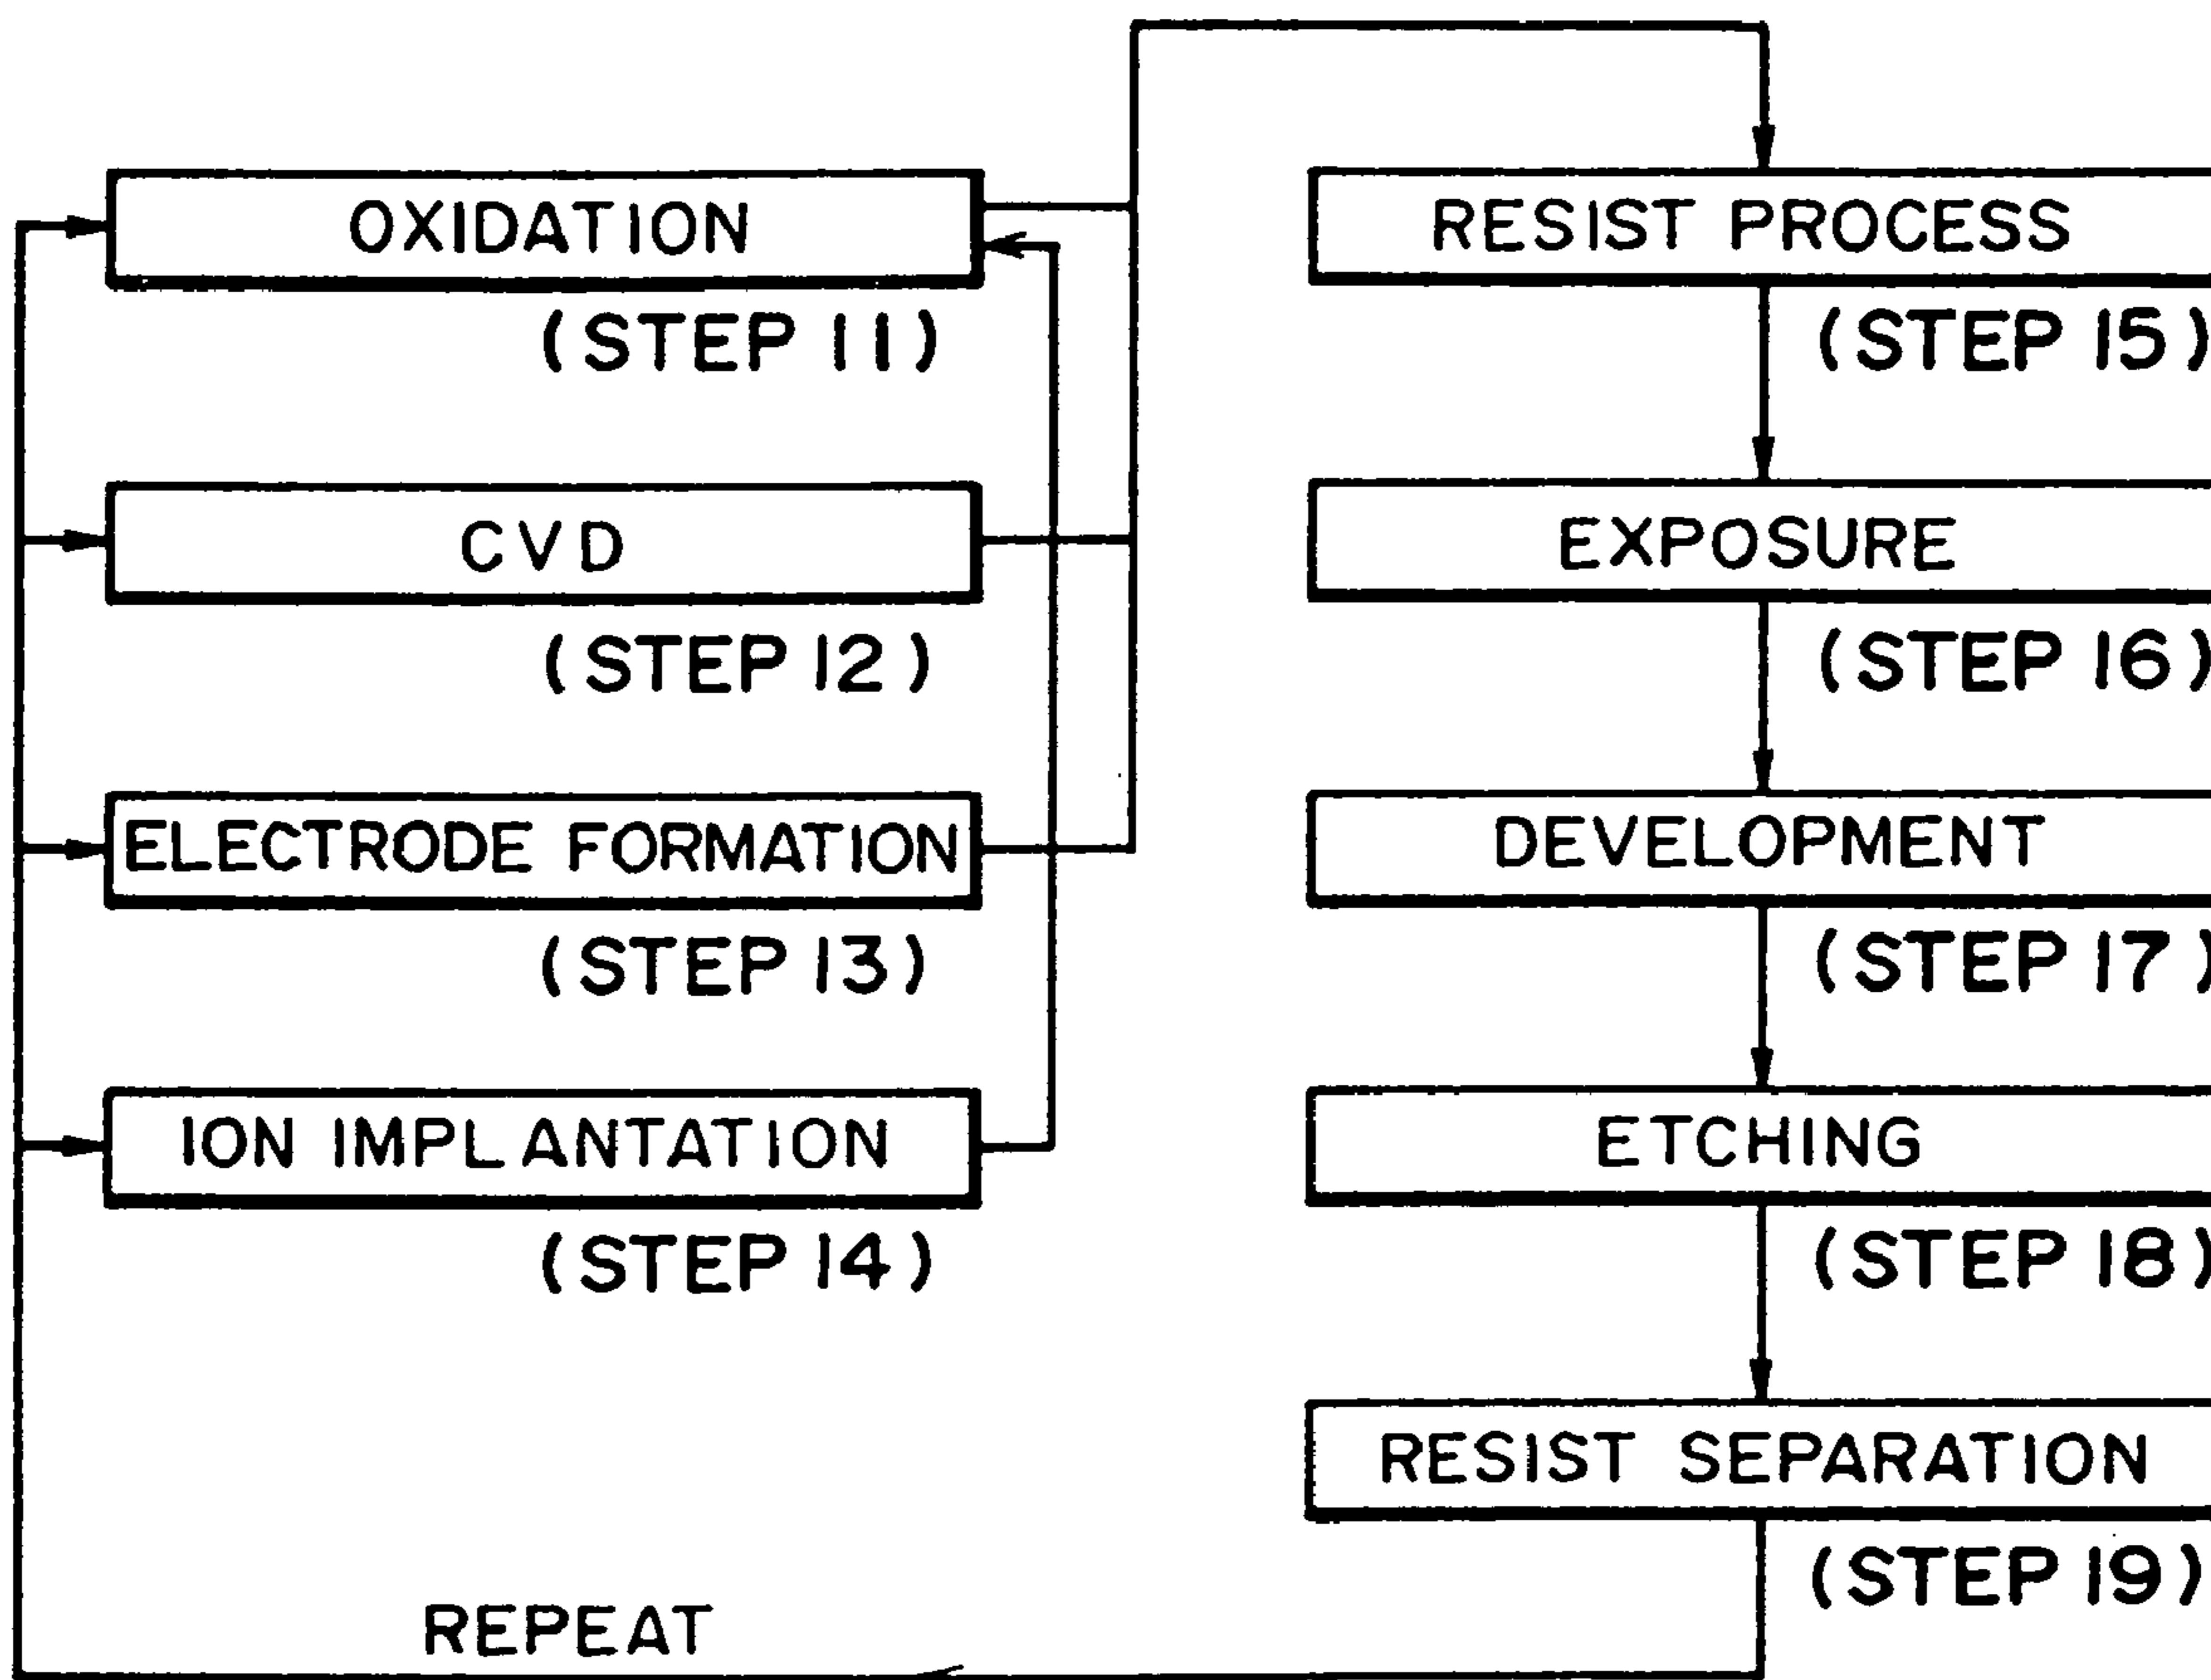 OXIDATION
(STEP 11)
CVD
(STEP 12)
ELECTRODE FORMATION
(STEP 13)
ION IMPLANTATION
(STEP 14)
RESIST PROCESS
(STEP 15)
EXPOSURE
(STEP 16)
DEVELOPMENT
(STEP 17)
ETCHING
(STEP 18)
RESIST SEPARATION
(STEP 19)
REPEAT